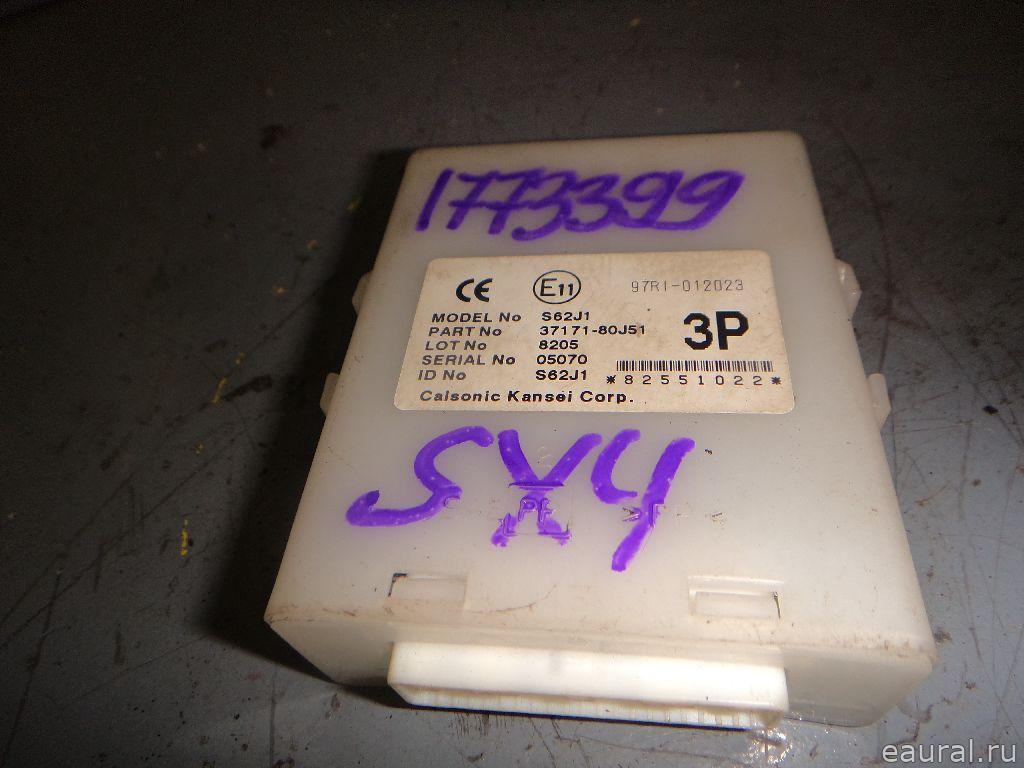 1773399
CE E11 97RI-012023
MODEL No S62J1
PART No 37171-80J51 3P
LOT No 8205
SERIAL No 05070
ID No S62J1 *82551022*
Calsonic Kansei Corp.
SX4
eaural.ru